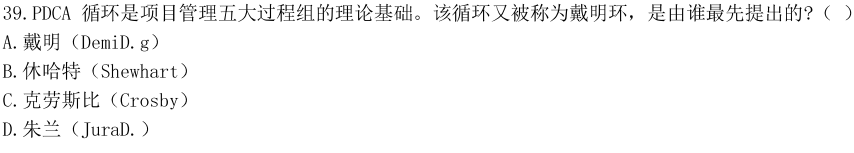 39.PDCA 循环是项目管理五大过程组的理论基础。该循环又被称为戴明环，是由谁最先提出的?（ ）
A.戴明（DemiD.g）
B.休哈特（Shewhart）
C.克劳斯比（Crosby）
D.朱兰（JuraD.）